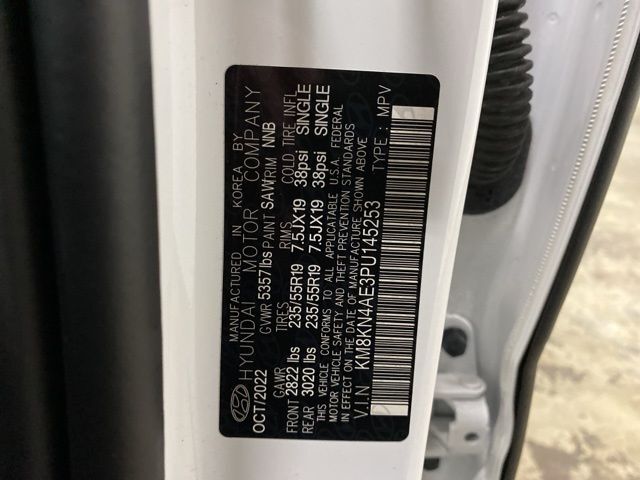 MANUFACTURED IN KOREA BY
HYUNDAI MOTOR COMPANY
OCT/2022 GVWR 5357lbs PAINT SAW TRIM NNB
GAWR TIRES RIMS COLD TIRE INFL
FRONT 2822 lbs 235/55R19 7.5JX19 38psi SINGLE
REAR 3020 lbs 235/55R19 7.5JX19 38psi SINGLE
THIS VEHICLE CONFORMS TO ALL APPLICABLE U.S.A. FEDERAL
MOTOR VEHICLE SAFETY AND THEFT PREVENTION STANDARDS
IN EFFECT ON THE DATE OF MANUFACTURE SHOWN ABOVE
V.I.N KM8KN4AE3PU145253 TYPE : MPV